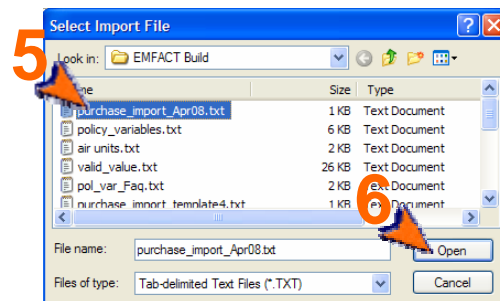 Select Import File
5
Look in: EMFACT Build
Size Type
purchase_import_Apr08.txt 1 KB Text Document
policy_variables.txt 6 KB Text Document
air units.txt 2 KB Text Document
valid_value.txt 26 KB Text Document
pol_var_Faq.txt 2 KB Text Document
purchase_import_template4.txt 1 KB Text Document
6
File name: purchase_import_Apr08.txt Open
Files of type: Tab-delimited Text Files (*.TXT) Cancel